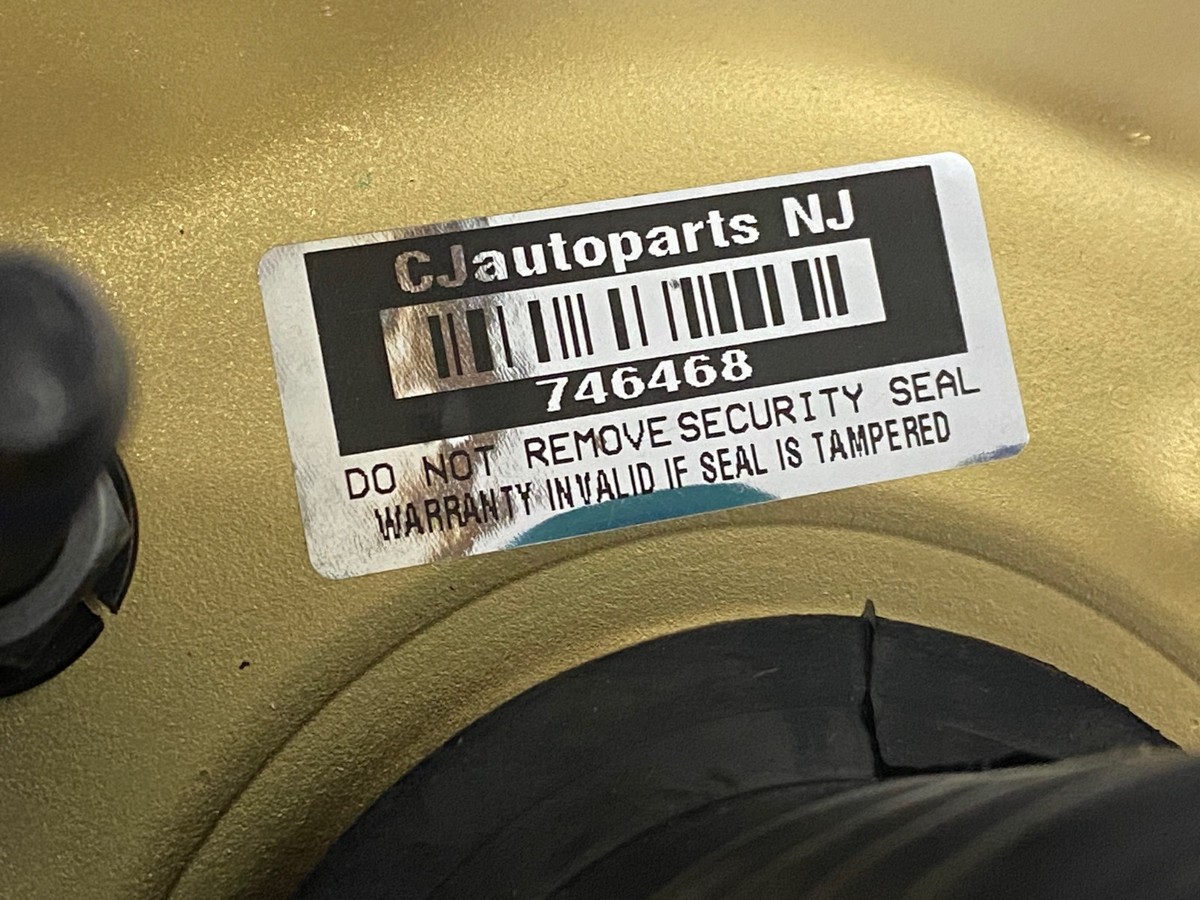 CJautoparts NJ
746468
DO NOT REMOVE SECURITY SEAL
WARRANTY INVALID IF SEAL IS TAMPERED